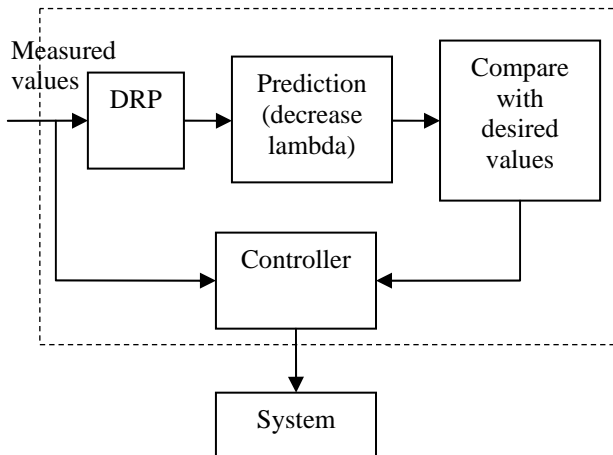 Measured
values
DRP
Prediction
(decrease
lambda)
Compare
with
desired
values
Controller
System